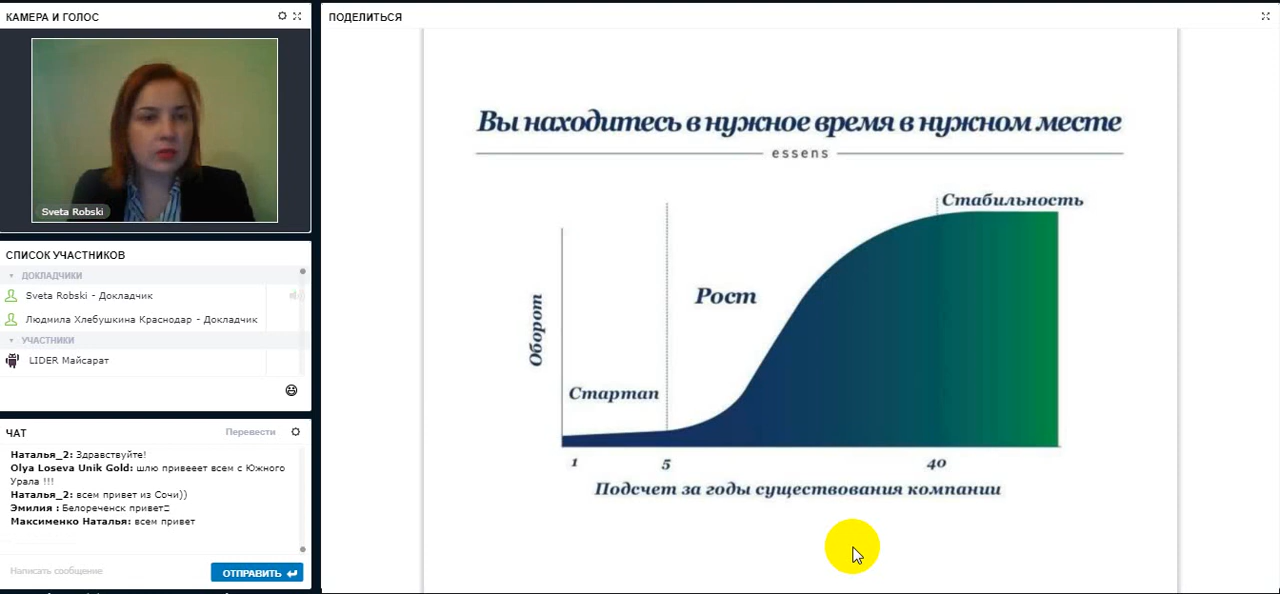 КАМЕРА И ГОЛОС
Sveta Robski
СПИСОК УЧАСТНИКОВ
ДОКЛАДЧИКИ
Sveta Robski - Докладчик
Людмила Хлебушкина Краснодар - Докладчик
УЧАСТНИКИ
LIDER Майсарат
ЧАТ
Перевести
Наталья_2: Здравствуйте!
Olya Loseva Unik Gold: шлю привееет всем с Южного
Урала !!!
Наталья_2: всем привет из Сочи))
Эмилия : Белореченск привет
Максименко Наталья: всем привет
Написать сообщение
ОТПРАВИТЬ
ПОДЕЛИТЬСЯ
Вы находитесь в нужное время в нужном месте
essens
Стабильность
Рост
Оборот
Стартап
1 5 40
Подсчет за годы существования компании